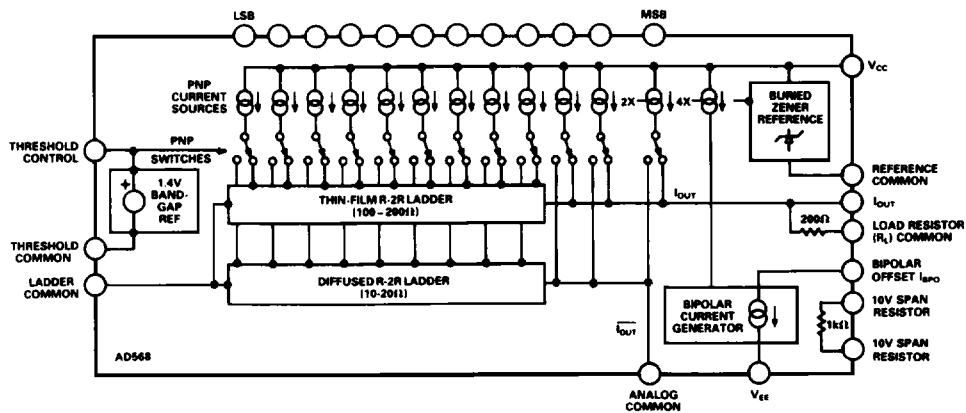 LSB
MSB
PNP
CURRENT
SOURCES
2X
4X
BURIED
ZENER
REFERENCE
VCC
THRESHOLD
CONTROL
PNP
SWITCHES
+
1.4V
BAND-
GAP
REF
THRESHOLD
COMMON
LADDER
COMMON
THIN-FILM R-2R LADDER
(100 – 200Ω)
DIFFUSED R-2R LADDER
(10-20Ω)
IOUT
IOUT
BIPOLAR
CURRENT
GENERATOR
REFERENCE
COMMON
IOUT
200Ω
LOAD RESISTOR
(RL) COMMON
BIPOLAR
OFFSET IBPO
10V SPAN
RESISTOR
1kΩ
10V SPAN
RESISTOR
AD568
ANALOG
COMMON
VEE